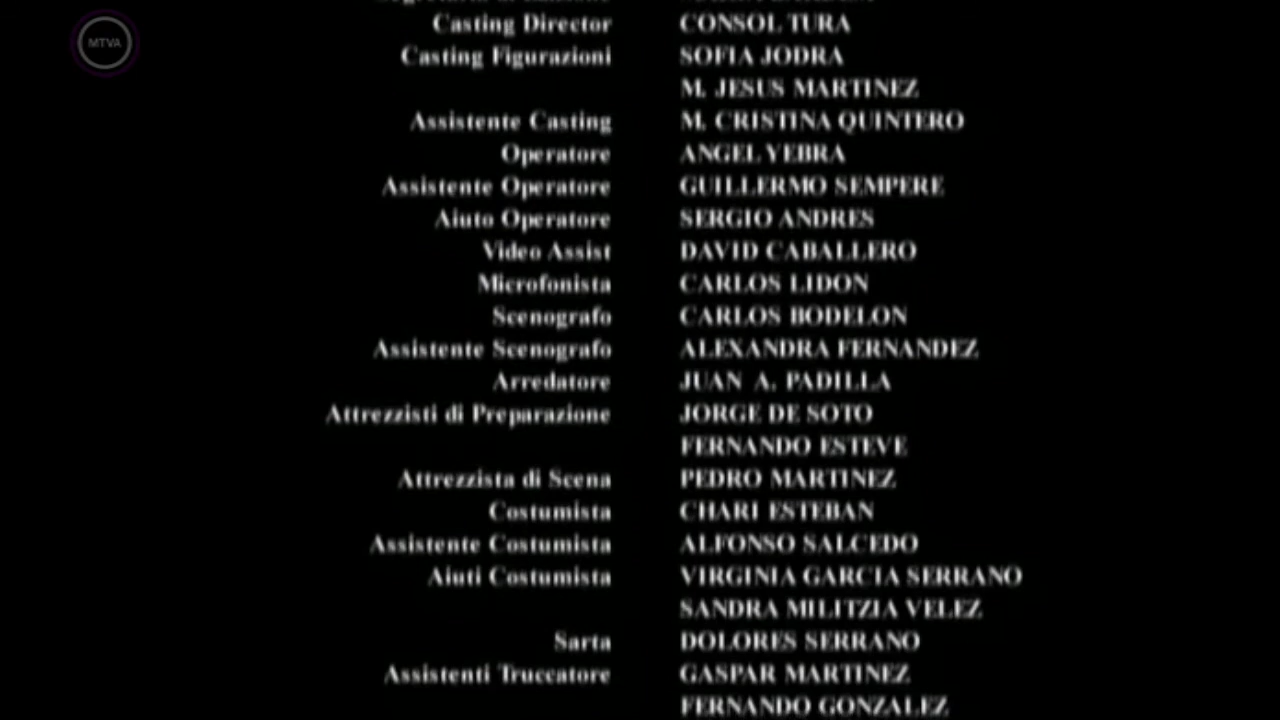 MTVA
Casting Director CONSOL TURA
Casting Figurazioni SOFIA JODRA
M. JESUS MARTINEZ
Assistente Casting M. CRISTINA QUINTERO
Operatore ANGEL YEBRA
Assistente Operatore GUILLERMO SEMPERE
Aiuto Operatore SERGIO ANDRES
Video Assist DAVID CABALLERO
Microfonista CARLOS LIDON
Scenografo CARLOS BODELON
Assistente Scenografo ALEXANDRA FERNANDEZ
Arredatore JUAN A. PADILLA
Attrezzisti di Preparazione JORGE DE SOTO
FERNANDO ESTEVE
Attrezzista di Scena PEDRO MARTINEZ
Costumista CHARI ESTEBAN
Assistente Costumista ALFONSO SALCEDO
Aiuti Costumista VIRGINIA GARCIA SERRANO
SANDRA MILITZIA VELEZ
Sarta DOLORES SERRANO
Assistenti Truccatore GASPAR MARTINEZ
FERNANDO GONZALEZ